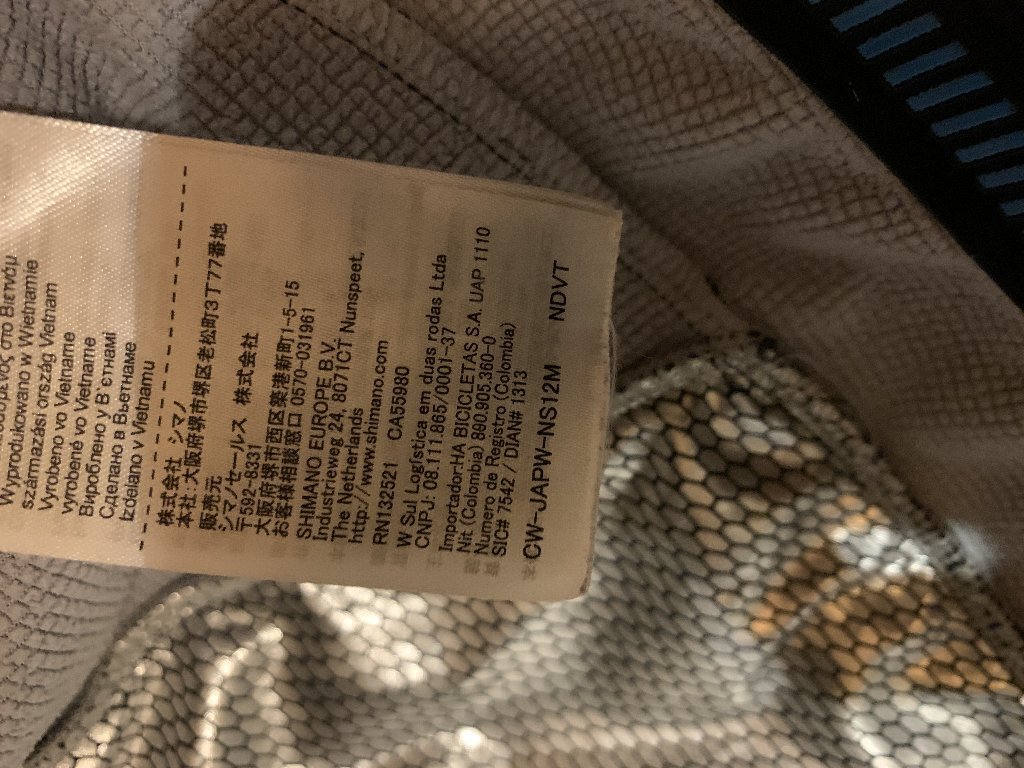 Wyprodukowano w Wietnamie
származási ország Vietnam
Vyrobeno vo Vietname
vyrobené vo Vietname
Вироблено у В'єтнамі
Сделано в Вьетнаме
Izdelano v Vietnamu
株式会社 シマノ
本社:大阪府堺市堺区老松町3丁77番地
販売元
シマノセールス 株式会社
〒592-8331
大阪府堺市西区築港新町1-5-15
お客様相談窓口 0570-031961
SHIMANO EUROPE B.V.
Industrieweg 24, 8071CT Nunspeet,
The Netherlands
http://www.shimano.com
RN132521 CA55980
W Sul Logistica em duas rodas Ltda
CNPJ: 08.111.865/0001-37
Importador:HA BICICLETAS S.A. UAP 1110
Nit. (Colombia) 890.905.360-0
Numero de Registro (Colombia)
SIC# 7542 / DIAN# 1313
CW-JAPW-NS12M NDVT